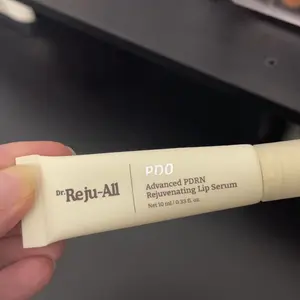 Dr.Reju-All
PDO
Advanced PDRN
Rejuvenating Lip Serum
Net 10 ml / 0.33 fl. oz.